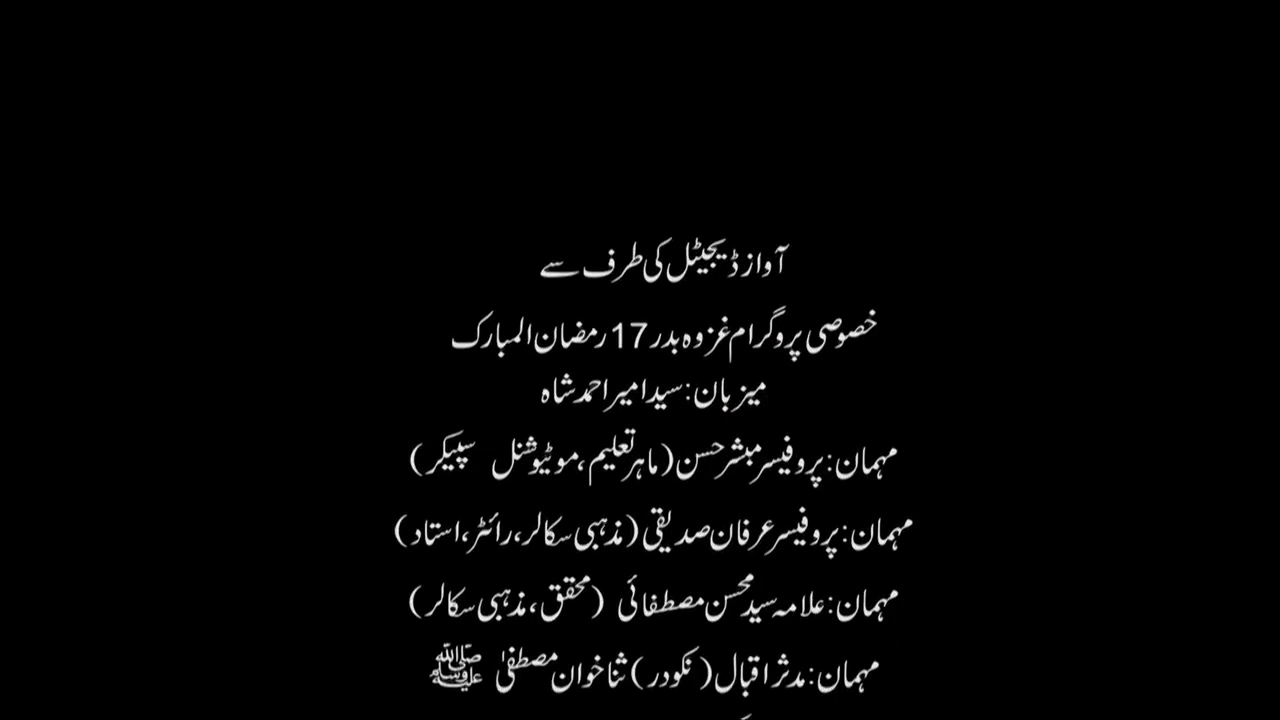 آواز ڈیجیٹل کی طرف سے
خصوصی پروگرام غزوہ بدر 17 رمضان المبارک
میزبان: سید امیر احمد شاہ
مہمان: پروفیسر مبشر حسن (ماہر تعلیم، موٹیوشنل سپیکر)
مہمان: پروفیسر عرفان صدیقی (مذہبی سکالر، رائٹر، استاد)
مہمان: علامہ سید محسن مصطفائی (محقق، مذہبی سکالر)
مہمان: مدثر اقبال (نکودر) ثناخوان مصطفیٰ ﷺ